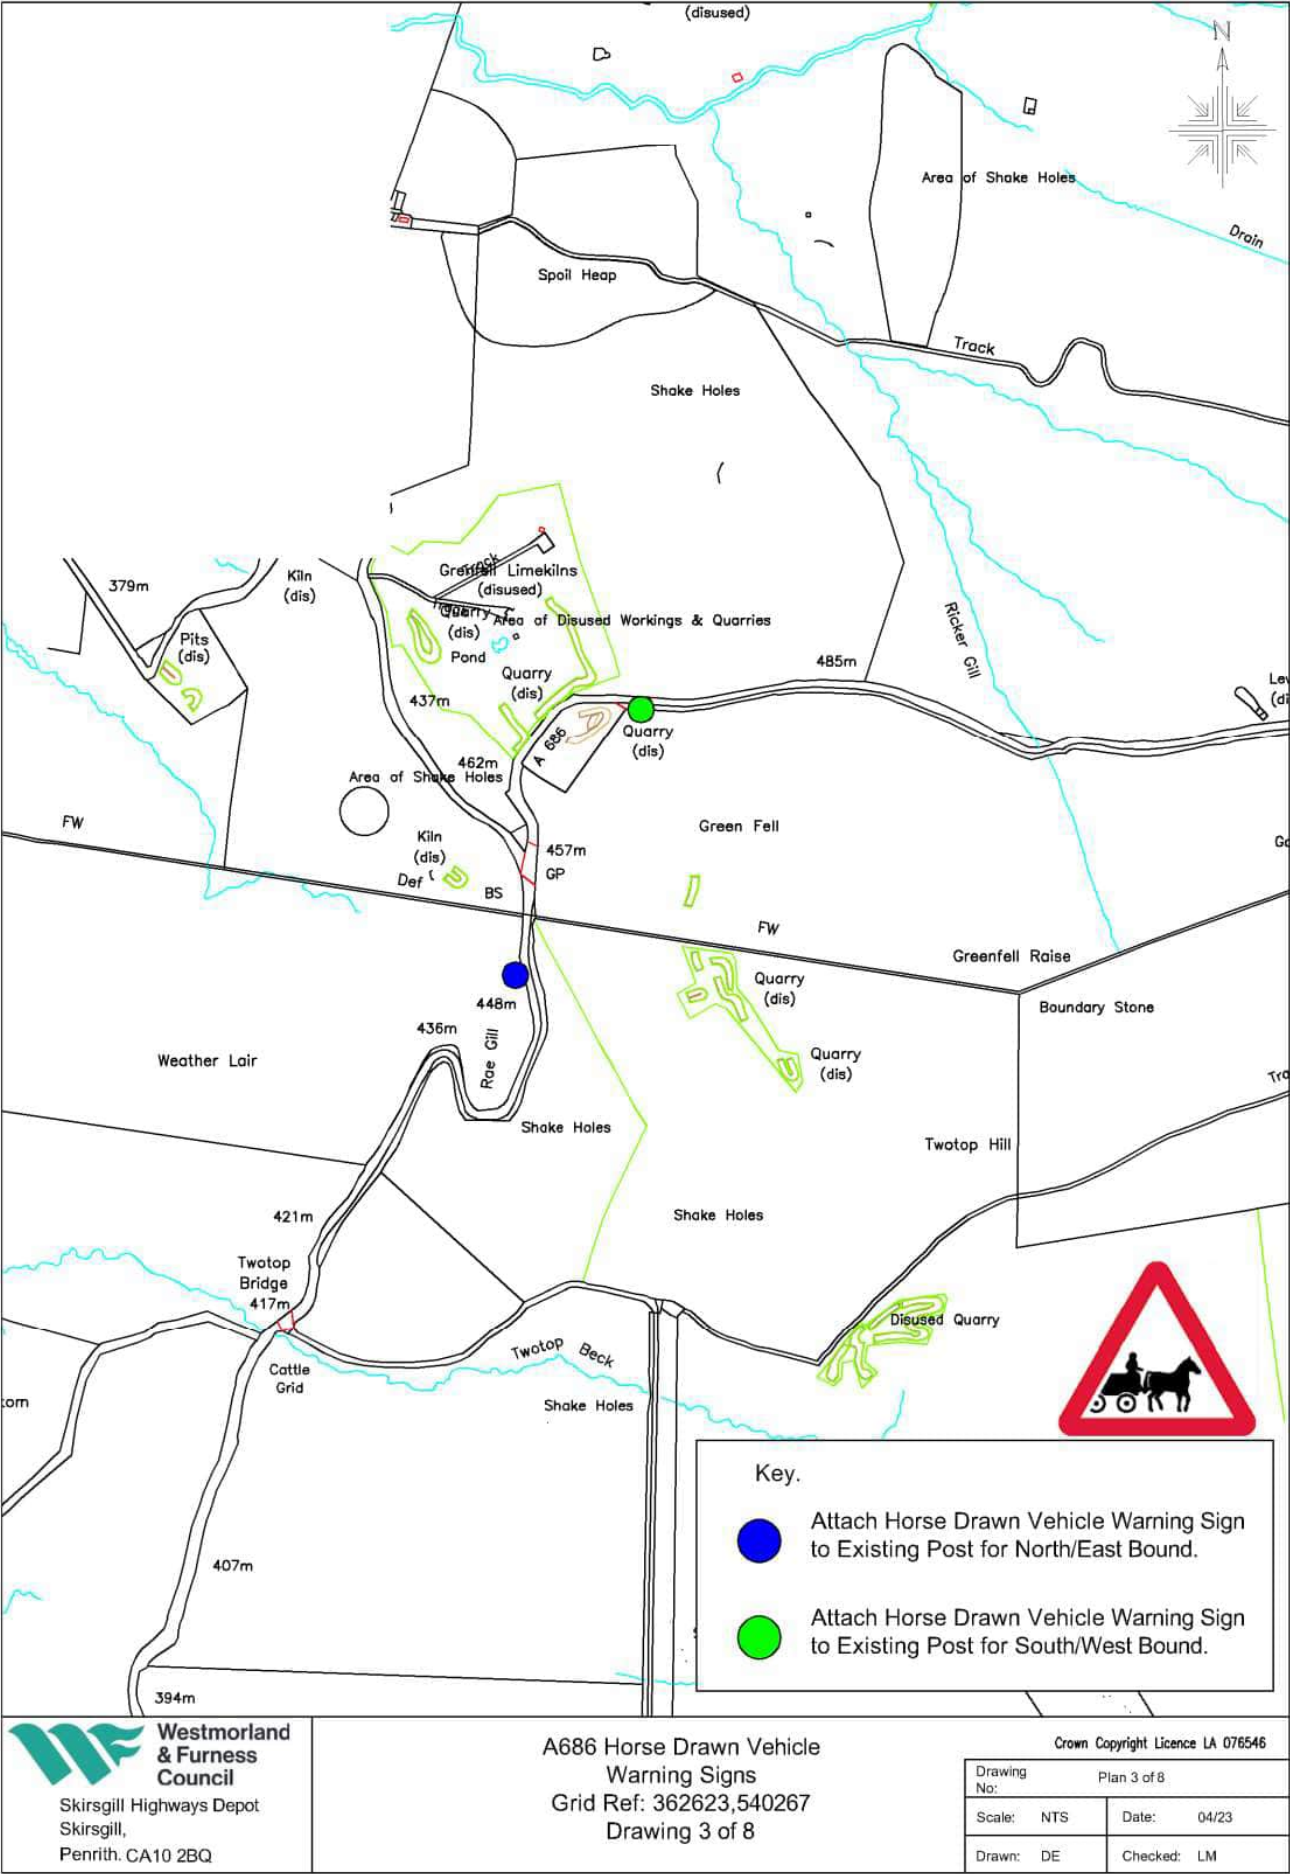 (disused)
N
Area of Shake Holes
Drain
Spoil Heap
Track
Shake Holes
Track
Grenfell Limekilns
(disused)
379m
Kiln
(dis)
Track
Quarry
(dis)
Area of Disused Workings & Quarries
Ricker Gill
Pits
(dis)
Pond
485m
Quarry
(dis)
437m
A 686
Quarry
(dis)
462m
Area of Shake Holes
FW
Green Fell
Kiln
(dis)
457m
Def
GP
BS
FW
Greenfell Raise
Quarry
(dis)
448m
Boundary Stone
436m
Rae Gill
Weather Lair
Quarry
(dis)
Shake Holes
Twotop Hill
421m
Shake Holes
Twotop
Bridge
417m
Disused Quarry
Twotop Beck
Cattle
Grid
Shake Holes
Key.
Attach Horse Drawn Vehicle Warning Sign
to Existing Post for North/East Bound.
407m
Attach Horse Drawn Vehicle Warning Sign
to Existing Post for South/West Bound.
394m
Westmorland
& Furness
Council
Skirsgill Highways Depot
Skirsgill,
Penrith. CA10 2BQ
A686 Horse Drawn Vehicle
Warning Signs
Grid Ref: 362623,540267
Drawing 3 of 8
Crown Copyright Licence LA 076546
Drawing
No:
Plan 3 of 8
Scale: NTS
Date: 04/23
Drawn: DE
Checked: LM